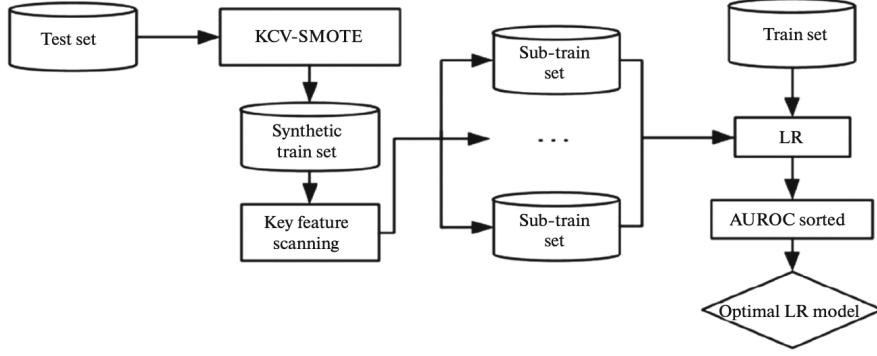 Test set
KCV-SMOTE
Synthetic
train set
Key feature
scanning
Sub-train
set
...
Sub-train
set
Train set
LR
AUROC sorted
Optimal LR model